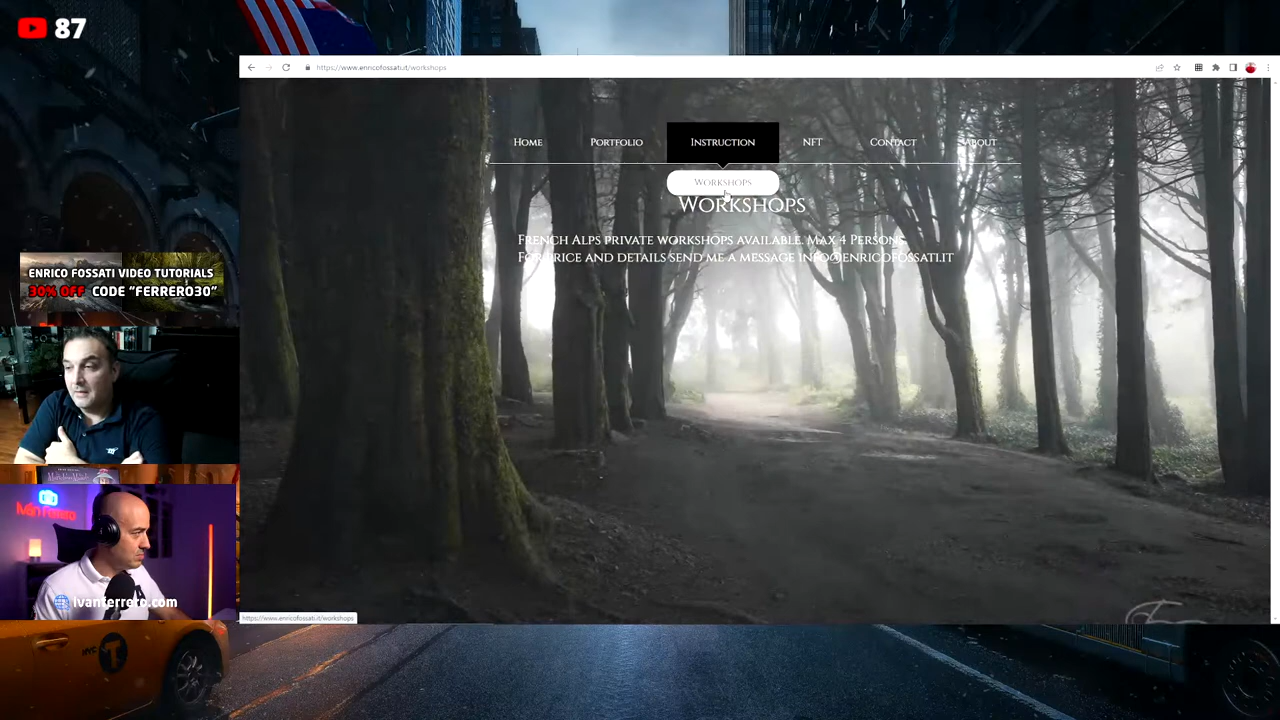 87
https://www.enricofossati.it/workshops
Home Portfolio Instruction NFT Contact About
Workshops
Workshops
French Alps private workshops available. Max 4 Persons.
For price and details send me a message info@enricofossati.it
ENRICO FOSSATI VIDEO TUTORIALS
30% OFF CODE "FERRERO30"
Iván Ferrero
ivanferrero.com
https://www.enricofossati.it/workshops